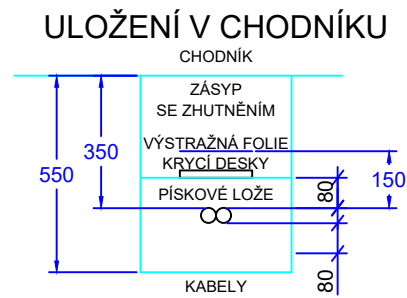 ULOŽENÍ V CHODNÍKU
CHODNÍK
ZÁSYP
SE ZHUTNĚNÍM
VÝSTRAŽNÁ FOLIE
350
KRYCÍ DESKY
550
150
80
PÍSKOVÉ LOŽE
80
KABELY